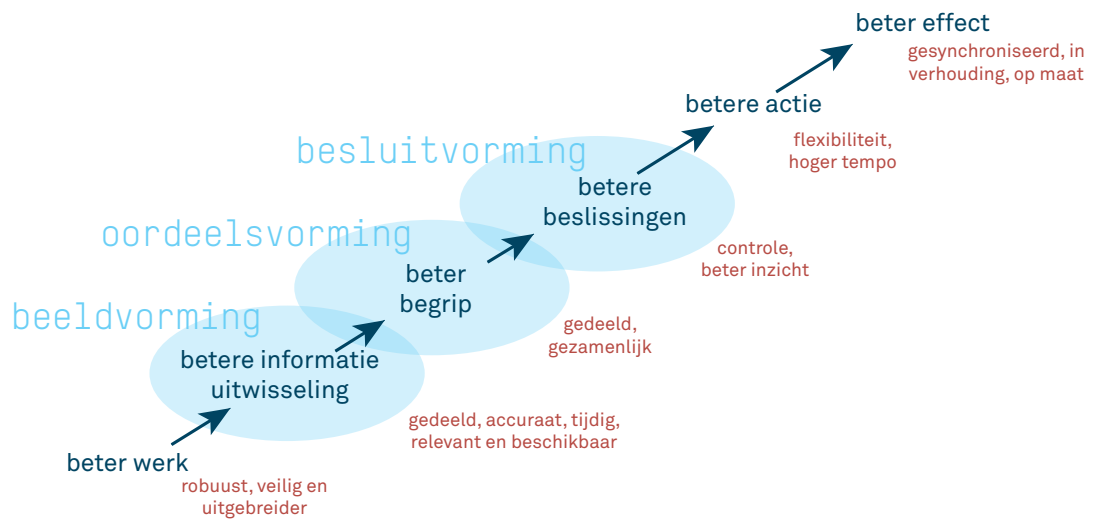 beter effect
gesynchroniseerd, in
verhouding, op maat
betere actie
flexibiliteit,
hoger tempo
besluitvorming
betere
beslissingen
controle,
beter inzicht
oordeelsvorming
beter
begrip
gedeeld,
gezamenlijk
beeldvorming
betere informatie
uitwisseling
gedeeld, accuraat, tijdig,
relevant en beschikbaar
beter werk
robuust, veilig en
uitgebreider